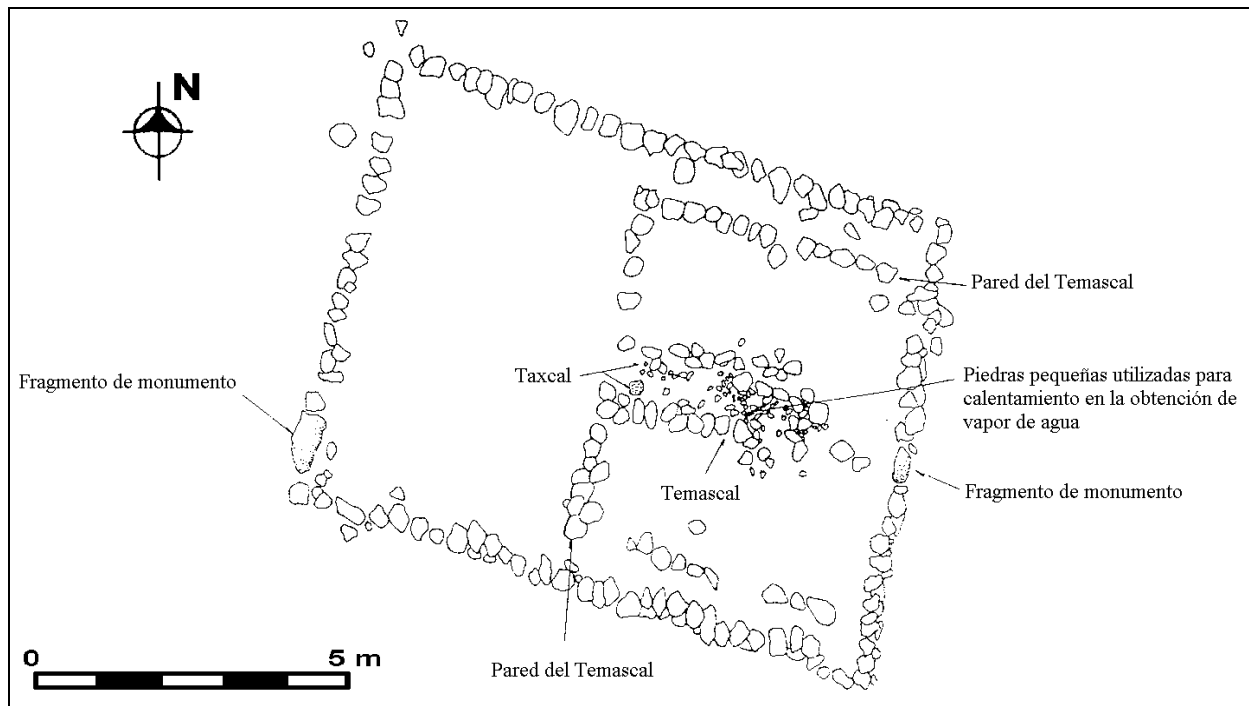 N
Pared del Temascal
Fragmento de monumento
Taxcal
Piedras pequeñas utilizadas para
calentamiento en la obtención de
vapor de agua
Temascal
Fragmento de monumento
Pared del Temascal
0 5 m